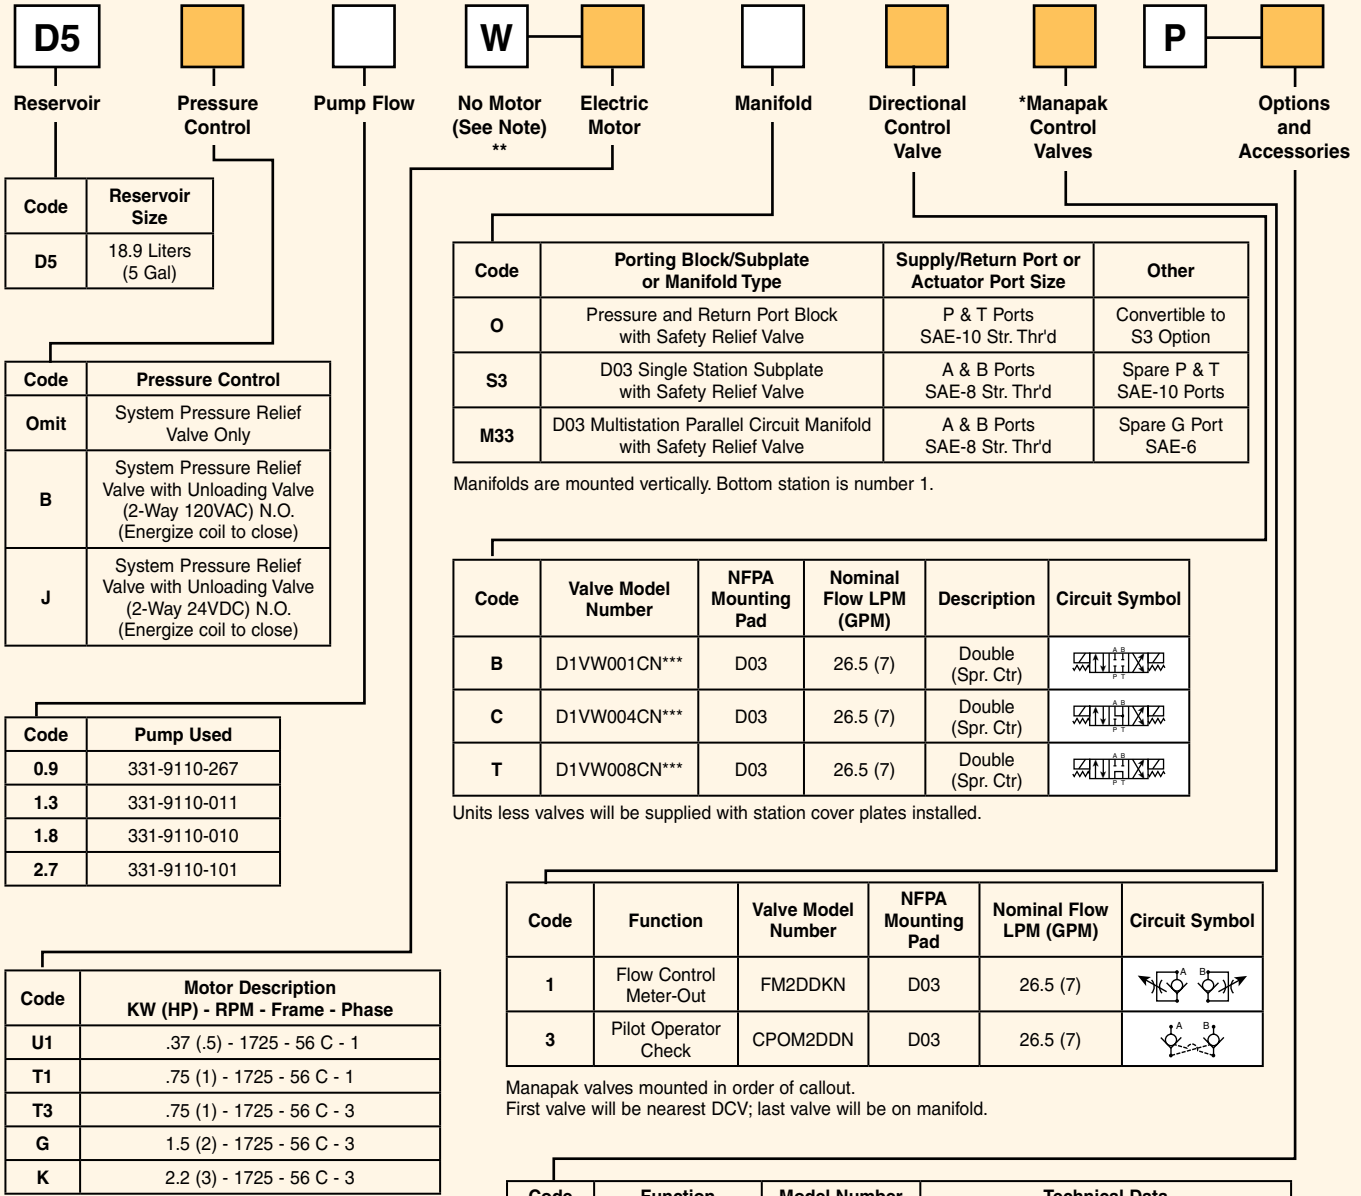 D5 W P
Reservoir
Pressure Control
Pump Flow
No Motor (See Note) **
Electric Motor
Manifold
Directional Control Valve
*Manapak Control Valves
Options and Accessories
Code Reservoir Size
D5 18.9 Liters (5 Gal)
Code Pressure Control
Omit System Pressure Relief Valve Only
B System Pressure Relief Valve with Unloading Valve (2-Way 120VAC) N.O. (Energize coil to close)
J System Pressure Relief Valve with Unloading Valve (2-Way 24VDC) N.O. (Energize coil to close)
Code Pump Used
0.9 331-9110-267
1.3 331-9110-011
1.8 331-9110-010
2.7 331-9110-101
Code Motor Description KW (HP) - RPM - Frame - Phase
U1 .37 (.5) - 1725 - 56 C - 1
T1 .75 (1) - 1725 - 56 C - 1
T3 .75 (1) - 1725 - 56 C - 3
G 1.5 (2) - 1725 - 56 C - 3
K 2.2 (3) - 1725 - 56 C - 3
Code Porting Block/Subplate or Manifold Type Supply/Return Port or Actuator Port Size Other
O Pressure and Return Port Block with Safety Relief Valve P & T Ports SAE-10 Str. Thr'd Convertible to S3 Option
S3 D03 Single Station Subplate with Safety Relief Valve A & B Ports SAE-8 Str. Thr'd Spare P & T SAE-10 Ports
M33 D03 Multistation Parallel Circuit Manifold with Safety Relief Valve A & B Ports SAE-8 Str. Thr'd Spare G Port SAE-6
Manifolds are mounted vertically. Bottom station is number 1.
Code Valve Model Number NFPA Mounting Pad Nominal Flow LPM (GPM) Description Circuit Symbol
B D1VW001CN*** D03 26.5 (7) Double (Spr. Ctr) A B P T
C D1VW004CN*** D03 26.5 (7) Double (Spr. Ctr) A B P T
T D1VW008CN*** D03 26.5 (7) Double (Spr. Ctr) A B P T
Units less valves will be supplied with station cover plates installed.
Code Function Valve Model Number NFPA Mounting Pad Nominal Flow LPM (GPM) Circuit Symbol
1 Flow Control Meter-Out FM2DDKN D03 26.5 (7) A B
3 Pilot Operator Check CPOM2DDN D03 26.5 (7) A B
Manapak valves mounted in order of callout.
First valve will be nearest DCV; last valve will be on manifold.
Code Function Model Number Technical Data